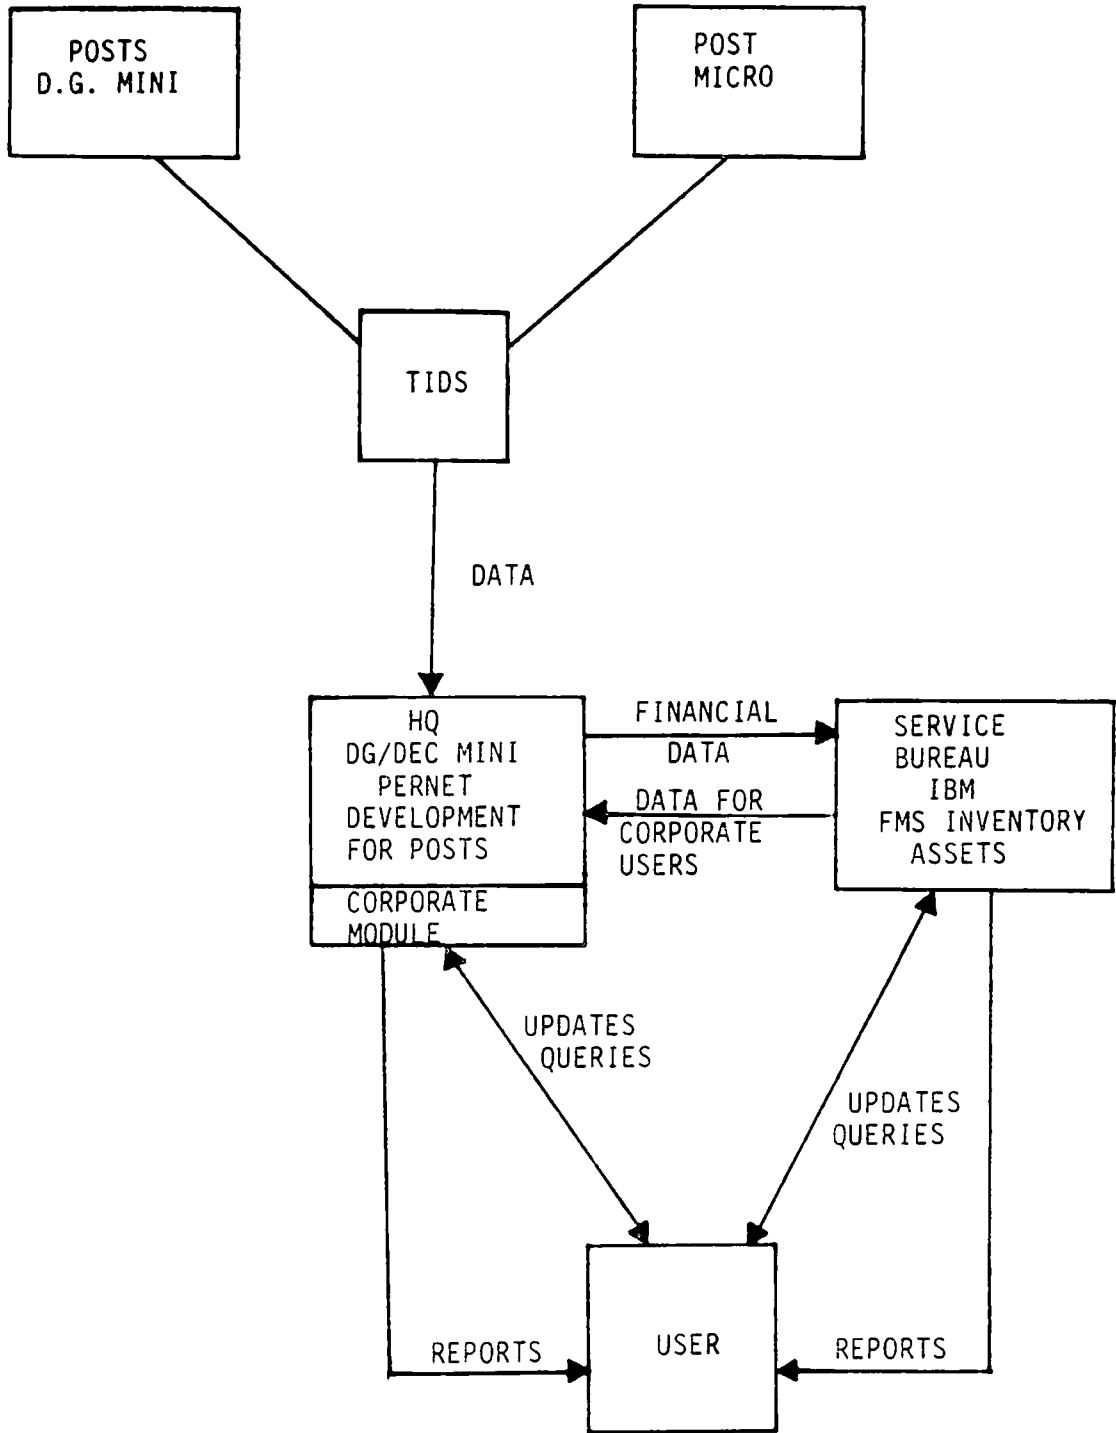 POSTS
D.G. MINI
POST
MICRO
TIDS
DATA
HQ
DG/DEC MINI
PERNET
DEVELOPMENT
FOR POSTS
CORPORATE
MODULE
FINANCIAL
DATA
DATA FOR
CORPORATE
USERS
SERVICE
BUREAU
IBM
FMS INVENTORY
ASSETS
UPDATES
QUERIES
UPDATES
QUERIES
REPORTS
USER
REPORTS